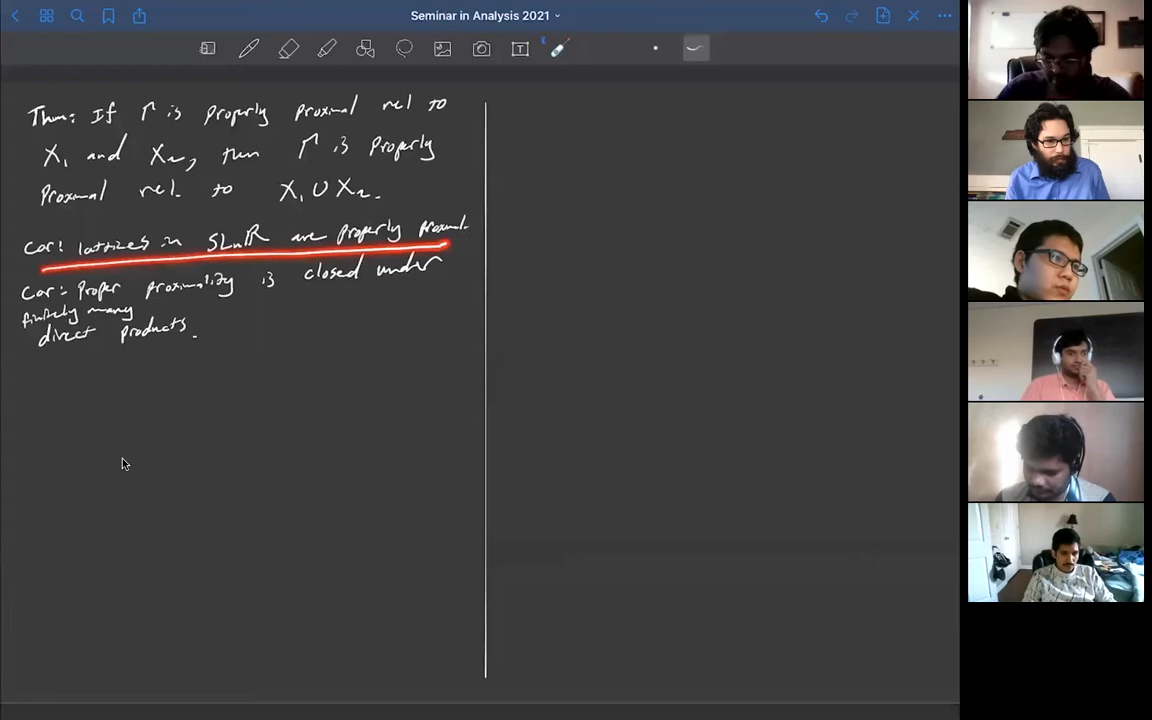 Seminar in Analysis 2021
Thm: If Γ is properly proximal rel to
X₁ and X₂, then Γ is properly
proximal rel. to X₁ ∪ X₂.
Cor: lattices in SLnℝ are properly proximal.
Cor: Proper proximality is closed under
finitely many
direct products.